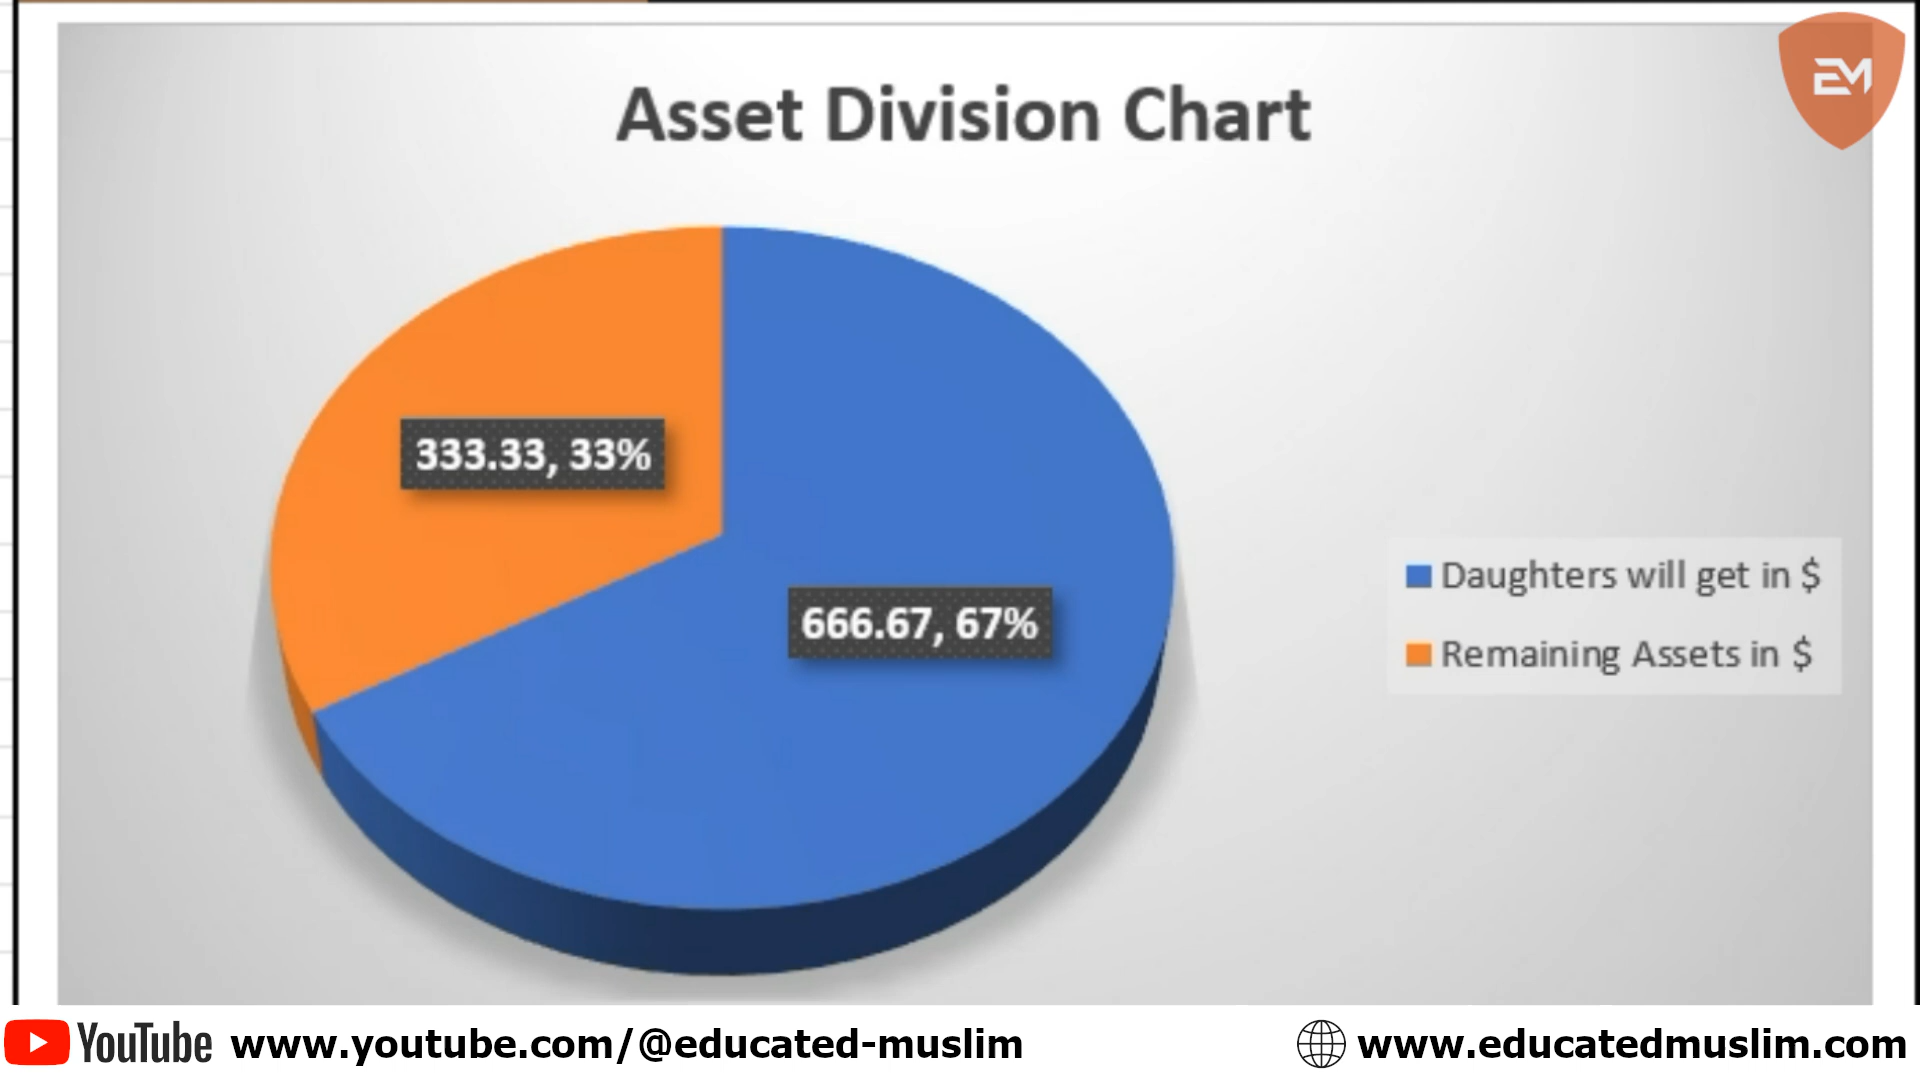 EM
Asset Division Chart
333.33, 33%
666.67, 67%
Daughters will get in $
Remaining Assets in $
YouTube www.youtube.com/@educated-muslim
www.educatedmuslim.com